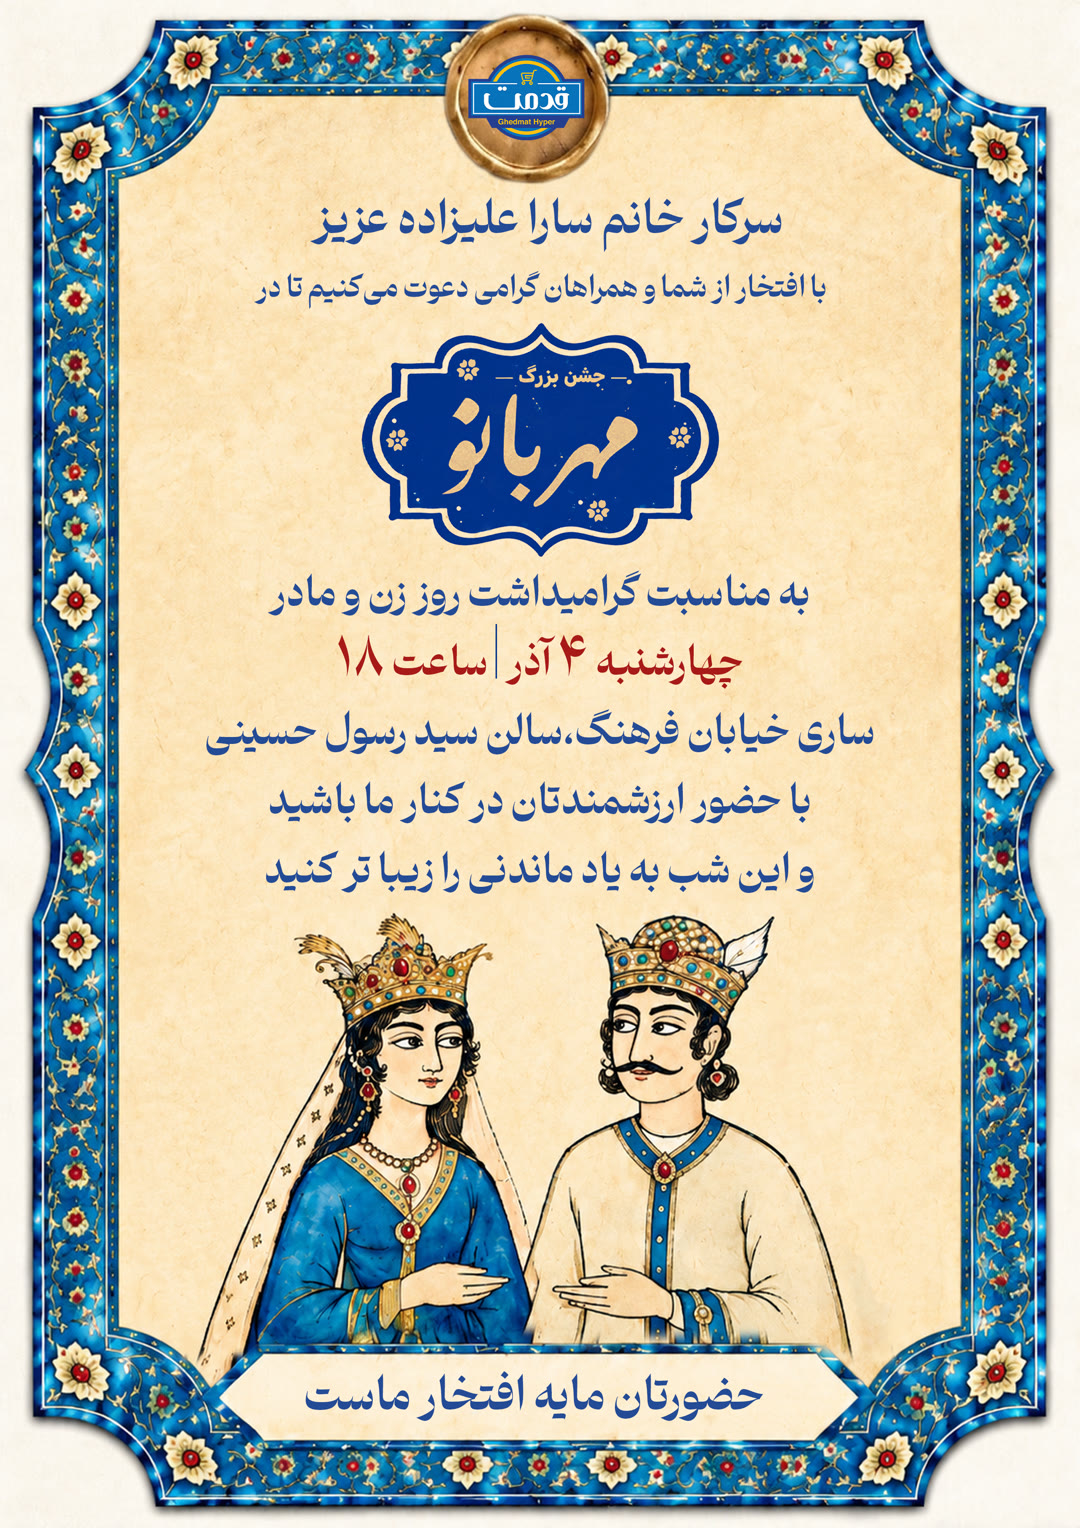 قدمت
Ghedmat Hyper
سرکار خانم سارا علیزاده عزیز
با افتخار از شما و همراهان گرامی دعوت می‌کنیم تا در
جشن بزرگ
مهربانو
به مناسبت گرامیداشت روز زن و مادر
چهارشنبه ۴ آذر | ساعت ۱۸
ساری خیابان فرهنگ،سالن سید رسول حسینی
با حضور ارزشمندتان در کنار ما باشید
و این شب به یاد ماندنی را زیبا تر کنید
حضورتان مایه افتخار ماست